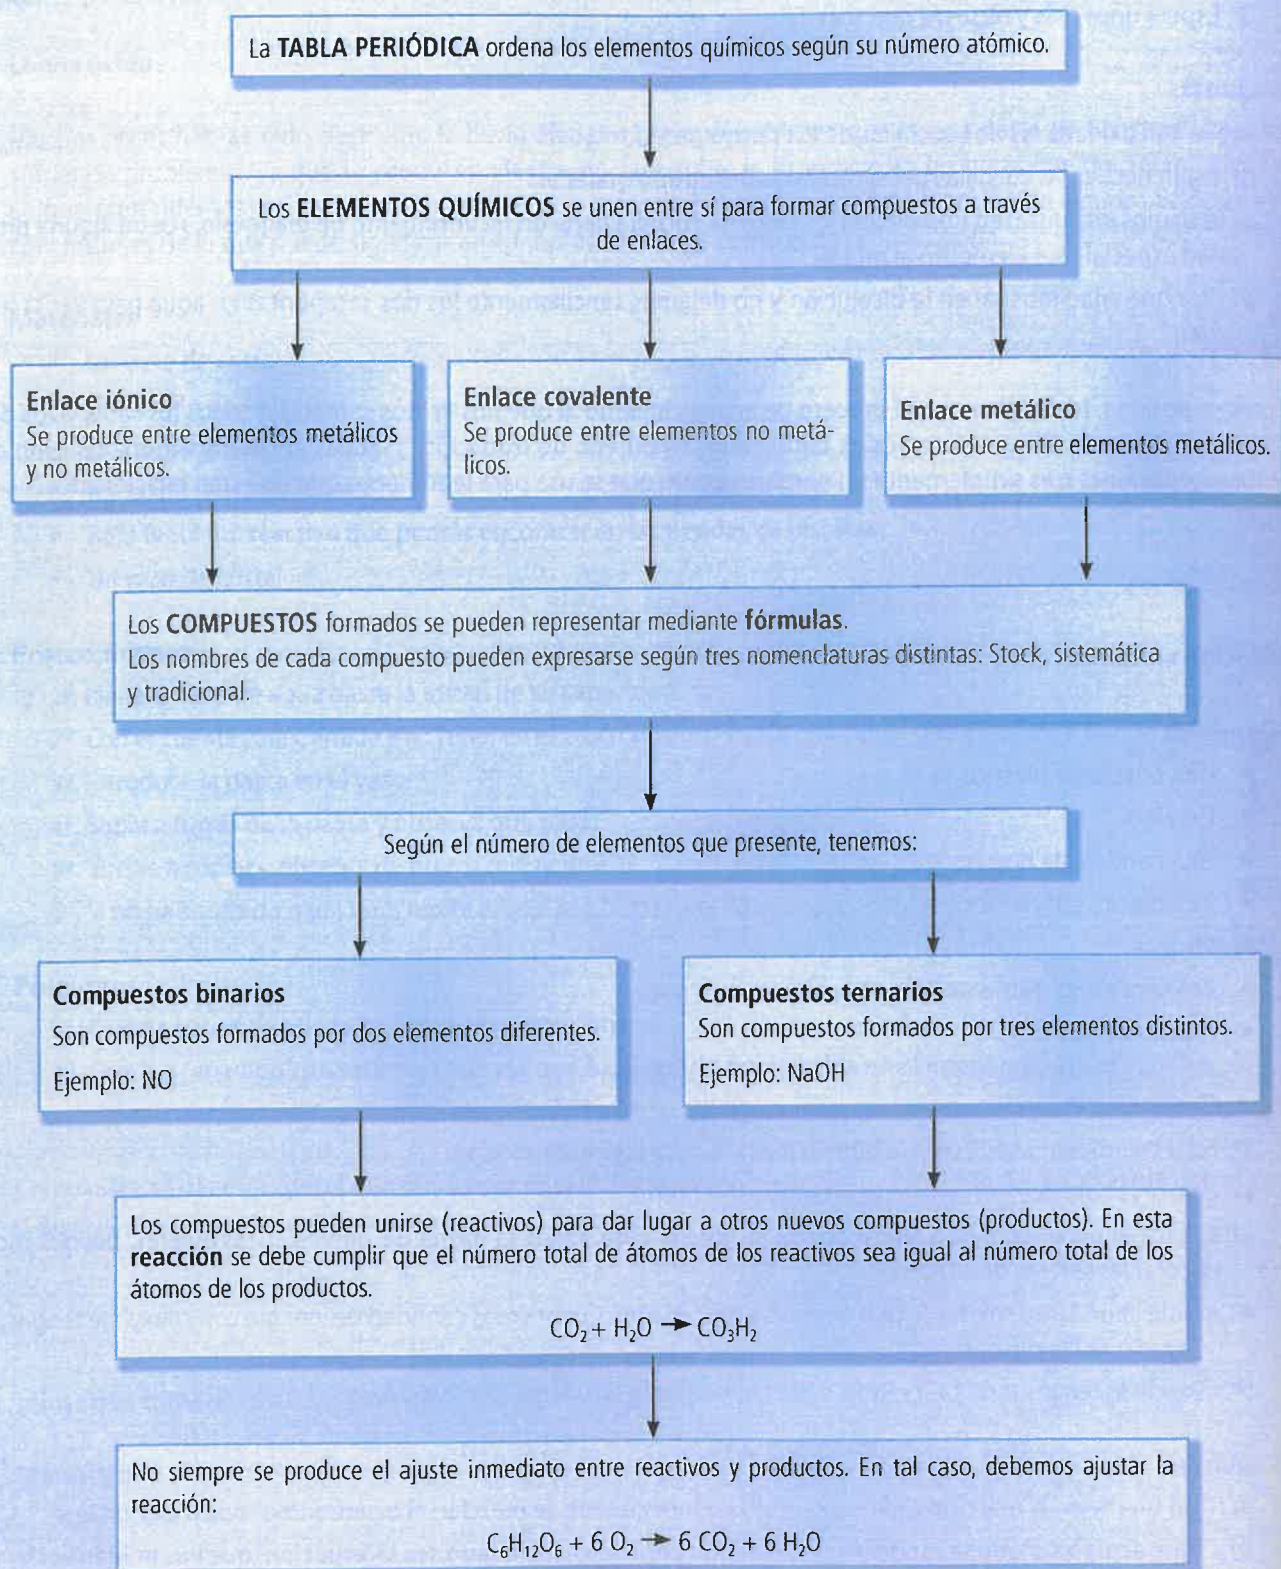 La TABLA PERIÓDICA ordena los elementos químicos según su número atómico.
Los ELEMENTOS QUÍMICOS se unen entre sí para formar compuestos a través
de enlaces.
Enlace iónico
Se produce entre elementos metálicos
y no metálicos.
Enlace covalente
Se produce entre elementos no metá-
licos.
Enlace metálico
Se produce entre elementos metálicos.
Los COMPUESTOS formados se pueden representar mediante fórmulas.
Los nombres de cada compuesto pueden expresarse según tres nomenclaturas distintas: Stock, sistemática
y tradicional.
Según el número de elementos que presente, tenemos:
Compuestos binarios
Son compuestos formados por dos elementos diferentes.
Ejemplo: NO
Compuestos ternarios
Son compuestos formados por tres elementos distintos.
Ejemplo: NaOH
Los compuestos pueden unirse (reactivos) para dar lugar a otros nuevos compuestos (productos). En esta
reacción se debe cumplir que el número total de átomos de los reactivos sea igual al número total de los
átomos de los productos.
CO₂ + H₂O → CO₃H₂
No siempre se produce el ajuste inmediato entre reactivos y productos. En tal caso, debemos ajustar la
reacción:
C₆H₁₂O₆ + 6 O₂ → 6 CO₂ + 6 H₂O